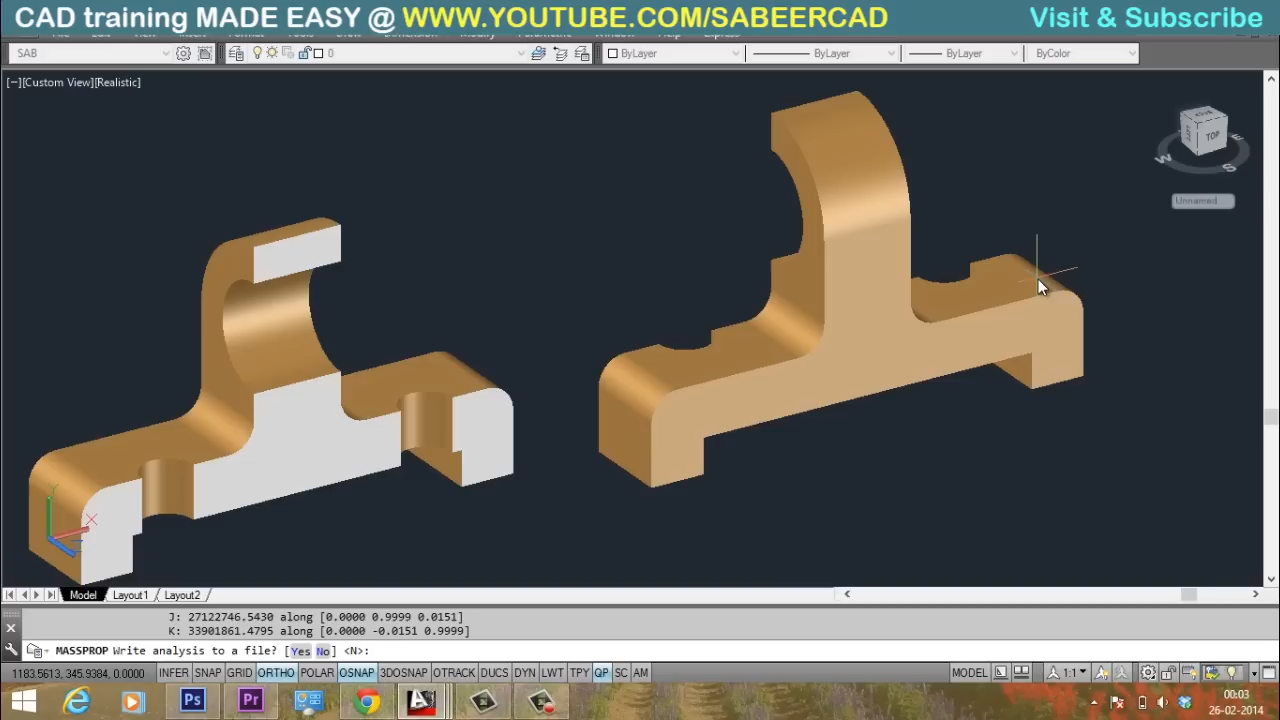 CAD training MADE EASY @ WWW.YOUTUBE.COM/SABEERCAD Visit & Subscribe
SAB 0 ByLayer ByLayer ByLayer ByColor
[−][Custom View][Realistic]
TOP
W S E
Unnamed
Model Layout1 Layout2
J: 27122746.5430 along [0.0000 0.9999 0.0151]
K: 33901861.4795 along [0.0000 -0.0151 0.9999]
MASSPROP Write analysis to a file? [Yes No] <N>:
1183.5613, 345.9384, 0.0000 INFER SNAP GRID ORTHO POLAR OSNAP 3DOSNAP OTRACK DUCS DYN LWT TPY QP SC AM MODEL 1:1
Ps Pr 00:03
26-02-2014